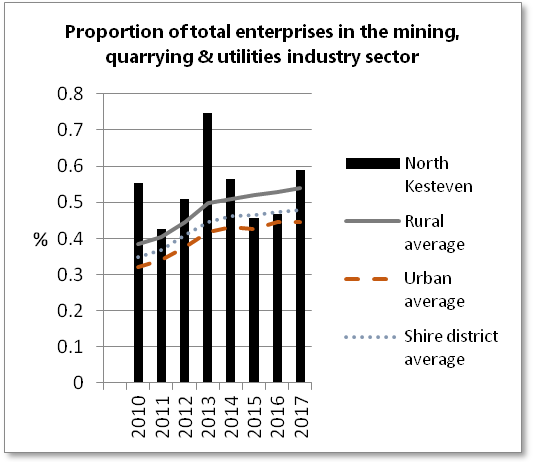 Proportion of total enterprises in the mining,
quarrying & utilities industry sector
0.8
0.7
0.6
0.5
0.4
0.3
0.2
0.1
0
%
2010
2011
2012
2013
2014
2015
2016
2017
North
Kesteven
Rural
average
Urban
average
Shire district
average